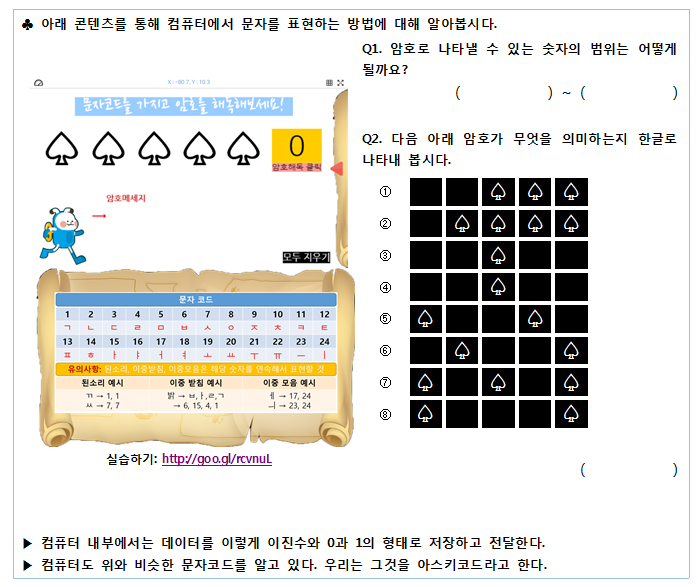 ♣ 아래 콘텐츠를 통해 컴퓨터에서 문자를 표현하는 방법에 대해 알아봅시다.
X : -80.7, Y : 10.3
문자코드를 가지고 암호를 해독해보세요!
0
암호해독 클릭
암호메세지
모두 지우기
문자 코드
1 2 3 4 5 6 7 8 9 10 11 12
ㄱ ㄴ ㄷ ㄹ ㅁ ㅂ ㅅ ㅇ ㅈ ㅊ ㅋ ㅌ
13 14 15 16 17 18 19 20 21 22 23 24
ㅍ ㅎ ㅏ ㅑ ㅓ ㅕ ㅗ ㅛ ㅜ ㅠ ㅡ ㅣ
유의사항: 된소리, 이중받침, 이중모음은 해당 숫자를 연속해서 표현할 것
된소리 예시 이중 받침 예시 이중 모음 예시
ㄲ → 1, 1 밝 → ㅂ,ㅏ,ㄹ,ㄱ ㅔ → 17, 24
ㅆ → 7, 7 → 6, 15, 4, 1 ㅢ → 23, 24
실습하기: http://goo.gl/rcvnuL
Q1. 암호로 나타낼 수 있는 숫자의 범위는 어떻게
될까요?
( ) ~ ( )
Q2. 다음 아래 암호가 무엇을 의미하는지 한글로
나타내 봅시다.
①
②
③
④
⑤
⑥
⑦
⑧
( )
▶ 컴퓨터 내부에서는 데이터를 이렇게 이진수와 0과 1의 형태로 저장하고 전달한다.
▶ 컴퓨터도 위와 비슷한 문자코드를 알고 있다. 우리는 그것을 아스키코드라고 한다.